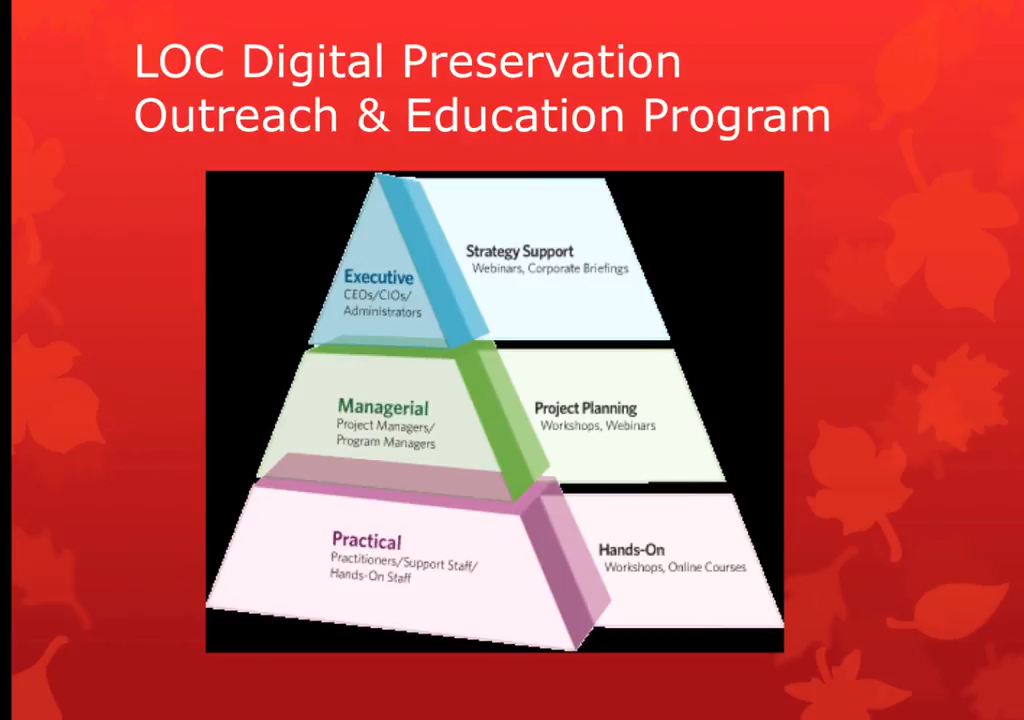 LOC Digital Preservation
Outreach & Education Program
Executive
CEOs/CIOs/
Administrators
Strategy Support
Webinars, Corporate Briefings
Managerial
Project Managers/
Program Managers
Project Planning
Workshops, Webinars
Practical
Practitioners/Support Staff/
Hands-On Staff
Hands-On
Workshops, Online Courses